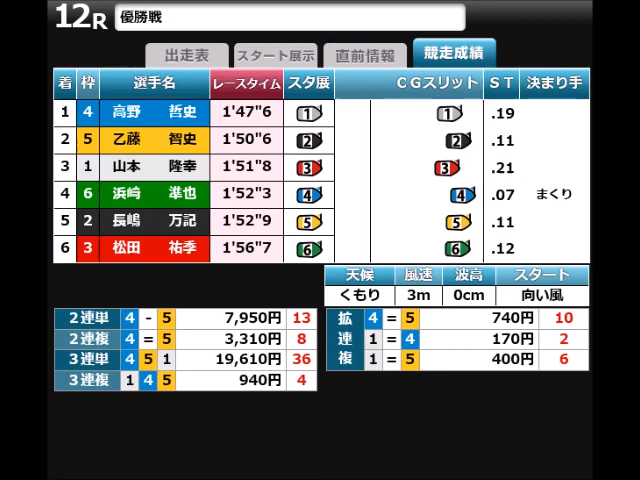 12R 優勝戦
出走表 スタート展示 直前情報 競走成績
着 枠 選手名 レースタイム スタ展 CGスリット ST 決まり手
1 4 高野 哲史 1'47"6 1 1 .19
2 5 乙藤 智史 1'50"6 2 2 .11
3 1 山本 隆幸 1'51"8 3 3 .21
4 6 浜崎 準也 1'52"3 4 4 .07 まくり
5 2 長嶋 万記 1'52"9 5 5 .11
6 3 松田 祐季 1'56"7 6 6 .12
天候 風速 波高 スタート
くもり 3m 0cm 向い風
2連単 4 - 5 7,950円 13
2連複 4 = 5 3,310円 8
3連単 4 5 1 19,610円 36
3連複 1 4 5 940円 4
拡 4 = 5 740円 10
連 1 = 4 170円 2
複 1 = 5 400円 6